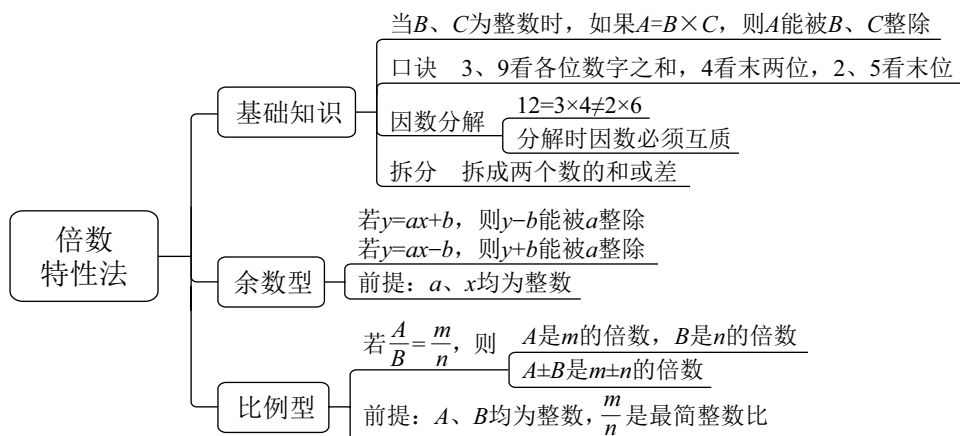 倍数
特性法
基础知识
当B、C为整数时，如果A=B×C，则A能被B、C整除
口诀 3、9看各位数字之和，4看末两位，2、5看末位
因数分解
12=3×4≠2×6
分解时因数必须互质
拆分 拆成两个数的和或差
余数型
若y=ax+b，则y−b能被a整除
若y=ax−b，则y+b能被a整除
前提：a、x均为整数
比例型
若A/B=m/n，则
A是m的倍数，B是n的倍数
A±B是m±n的倍数
前提：A、B均为整数，m/n是最简整数比